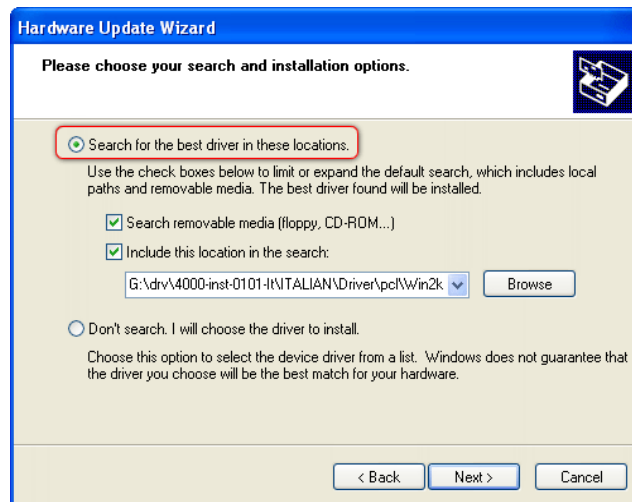 Hardware Update Wizard
Please choose your search and installation options.
Search for the best driver in these locations.
Use the check boxes below to limit or expand the default search, which includes local
paths and removable media. The best driver found will be installed.
Search removable media (floppy, CD-ROM...)
Include this location in the search:
G:\drv\4000-inst-0101-It\ITALIAN\Driver\pcl\Win2k
Browse
Don't search. I will choose the driver to install.
Choose this option to select the device driver from a list. Windows does not guarantee that
the driver you choose will be the best match for your hardware.
< Back
Next >
Cancel